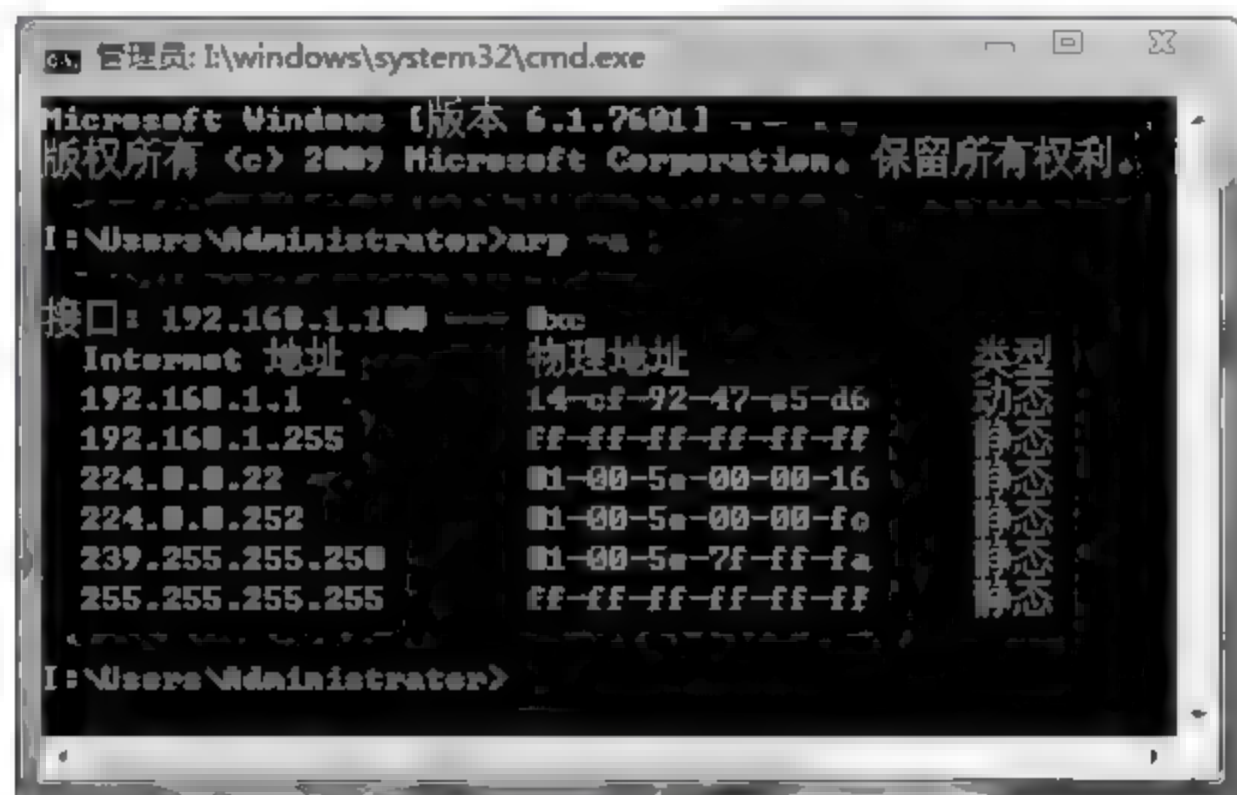 管理员: I:\windows\system32\cmd.exe
Microsoft Windows [版本 6.1.7601]
版权所有 (c) 2009 Microsoft Corporation。保留所有权利。
I:\Users\Administrator>arp -a
接口: 192.168.1.100 --- 0xc
Internet 地址 物理地址 类型
192.168.1.1 14-cf-92-47-e5-d6 动态
192.168.1.255 ff-ff-ff-ff-ff-ff 静态
224.0.0.22 01-00-5e-00-00-16 静态
224.0.0.252 01-00-5e-00-00-fc 静态
239.255.255.250 01-00-5e-7f-ff-fa 静态
255.255.255.255 ff-ff-ff-ff-ff-ff 静态
I:\Users\Administrator>